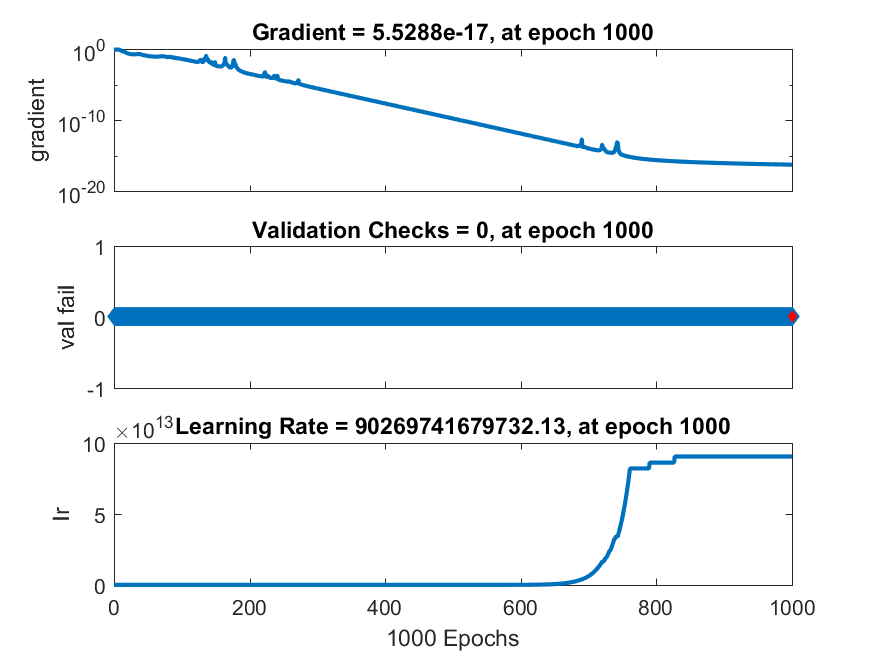 Gradient = 5.5288e-17, at epoch 1000
10^0
10^-10
10^-20
gradient
Validation Checks = 0, at epoch 1000
1
0
-1
val fail
×10^13 Learning Rate = 90269741679732.13, at epoch 1000
10
5
0
lr
0 200 400 600 800 1000
1000 Epochs